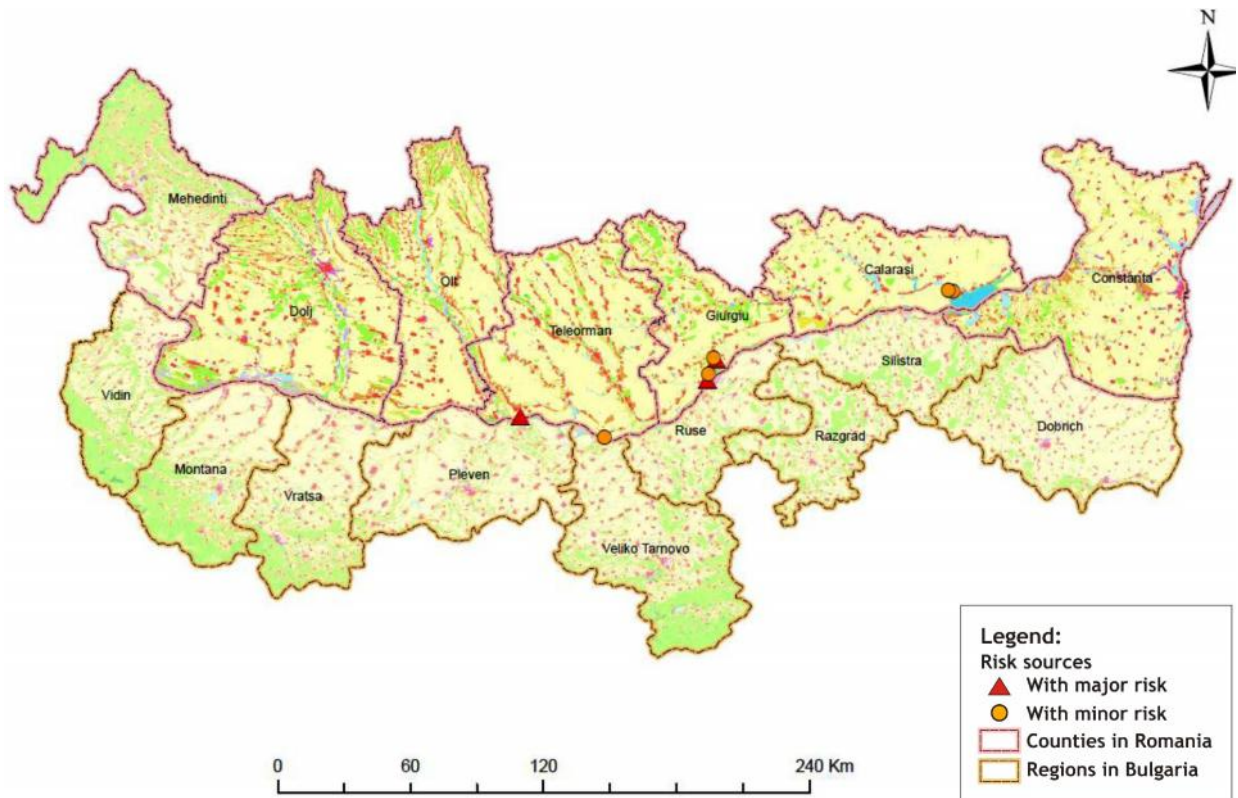 N
Mehedinti
Olt
Calarasi
Constanta
Dolj
Teleorman
Giurgiu
Silistra
Vidin
Ruse
Razgrad
Dobrich
Montana
Pleven
Vratsa
Veliko Tarnovo
Legend:
Risk sources
With major risk
With minor risk
Counties in Romania
Regions in Bulgaria
0 60 120 240 Km